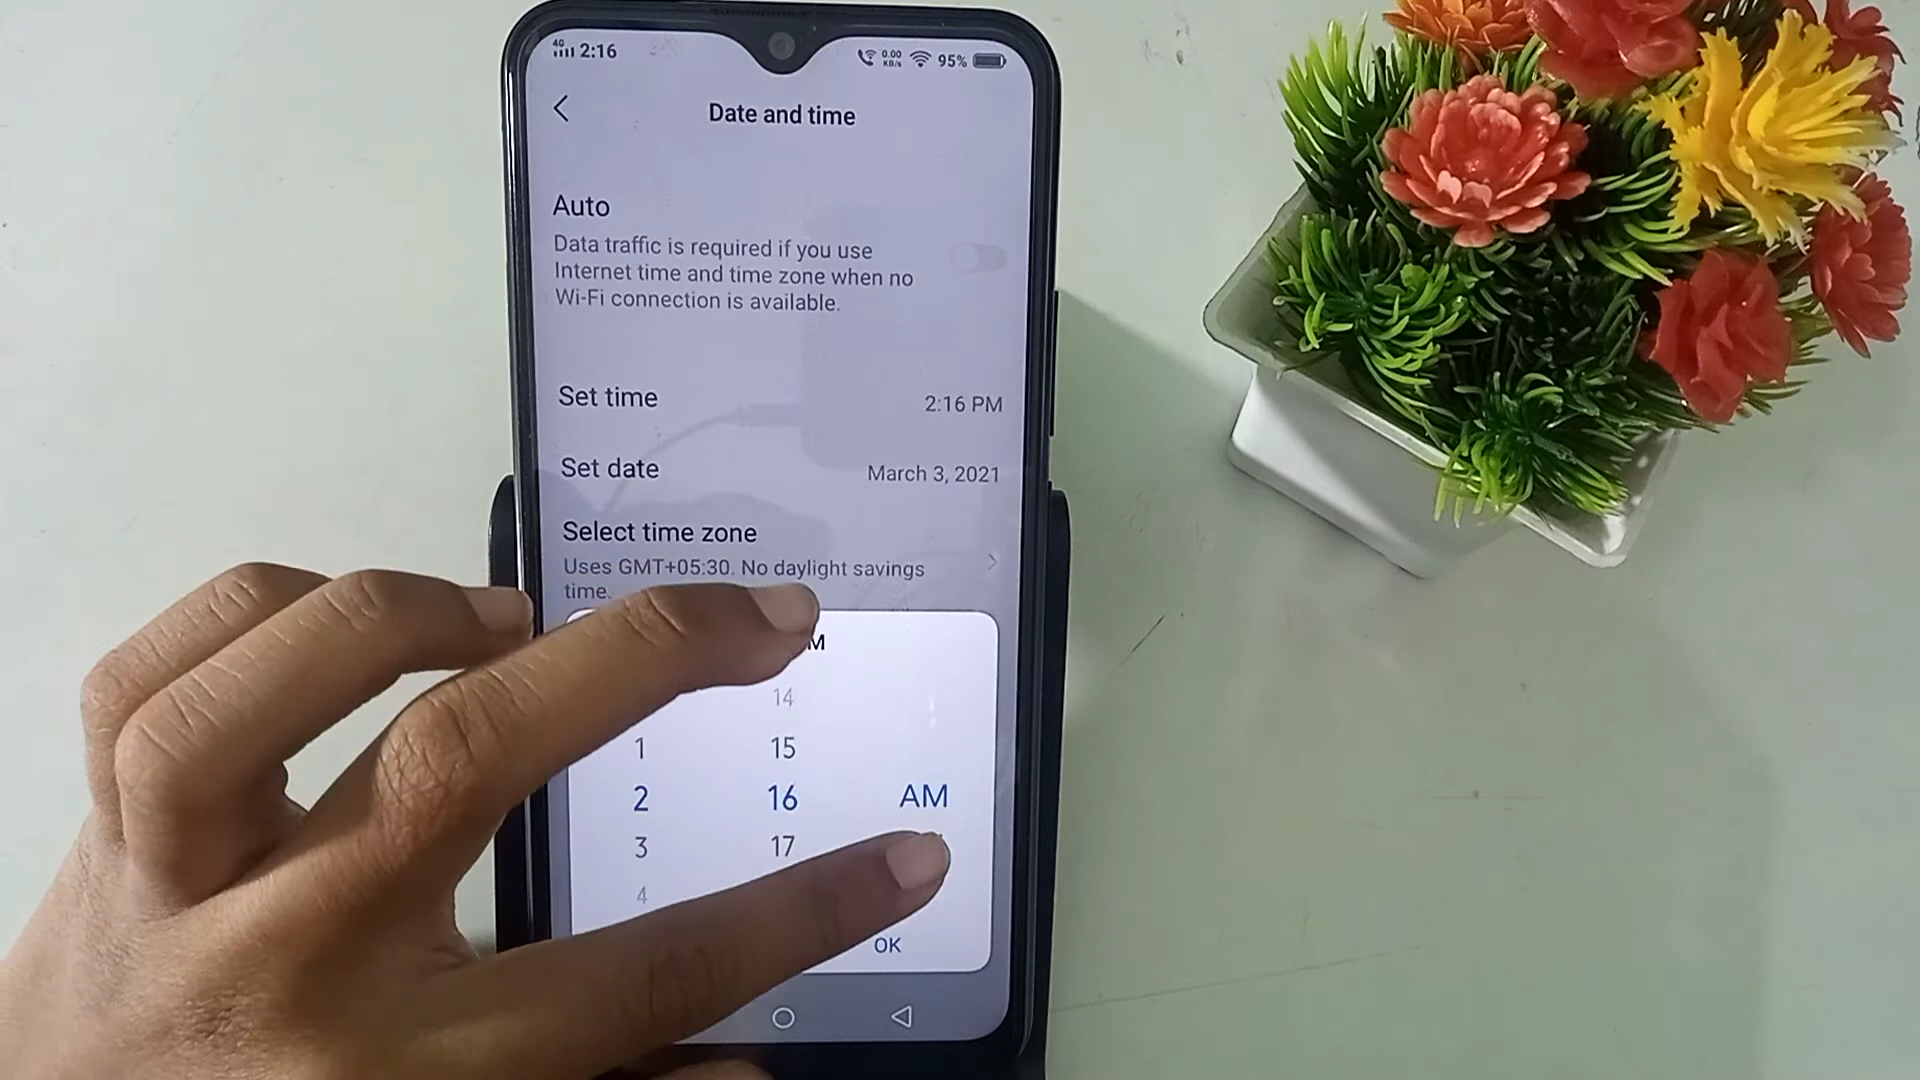 4G 2:16 0.00 KB/s 95%
Date and time
Auto
Data traffic is required if you use
Internet time and time zone when no
Wi-Fi connection is available.
Set time 2:16 PM
Set date March 3, 2021
Select time zone
Uses GMT+05:30. No daylight savings
time.
14
1 15
2 16 AM
3 17
4
OK